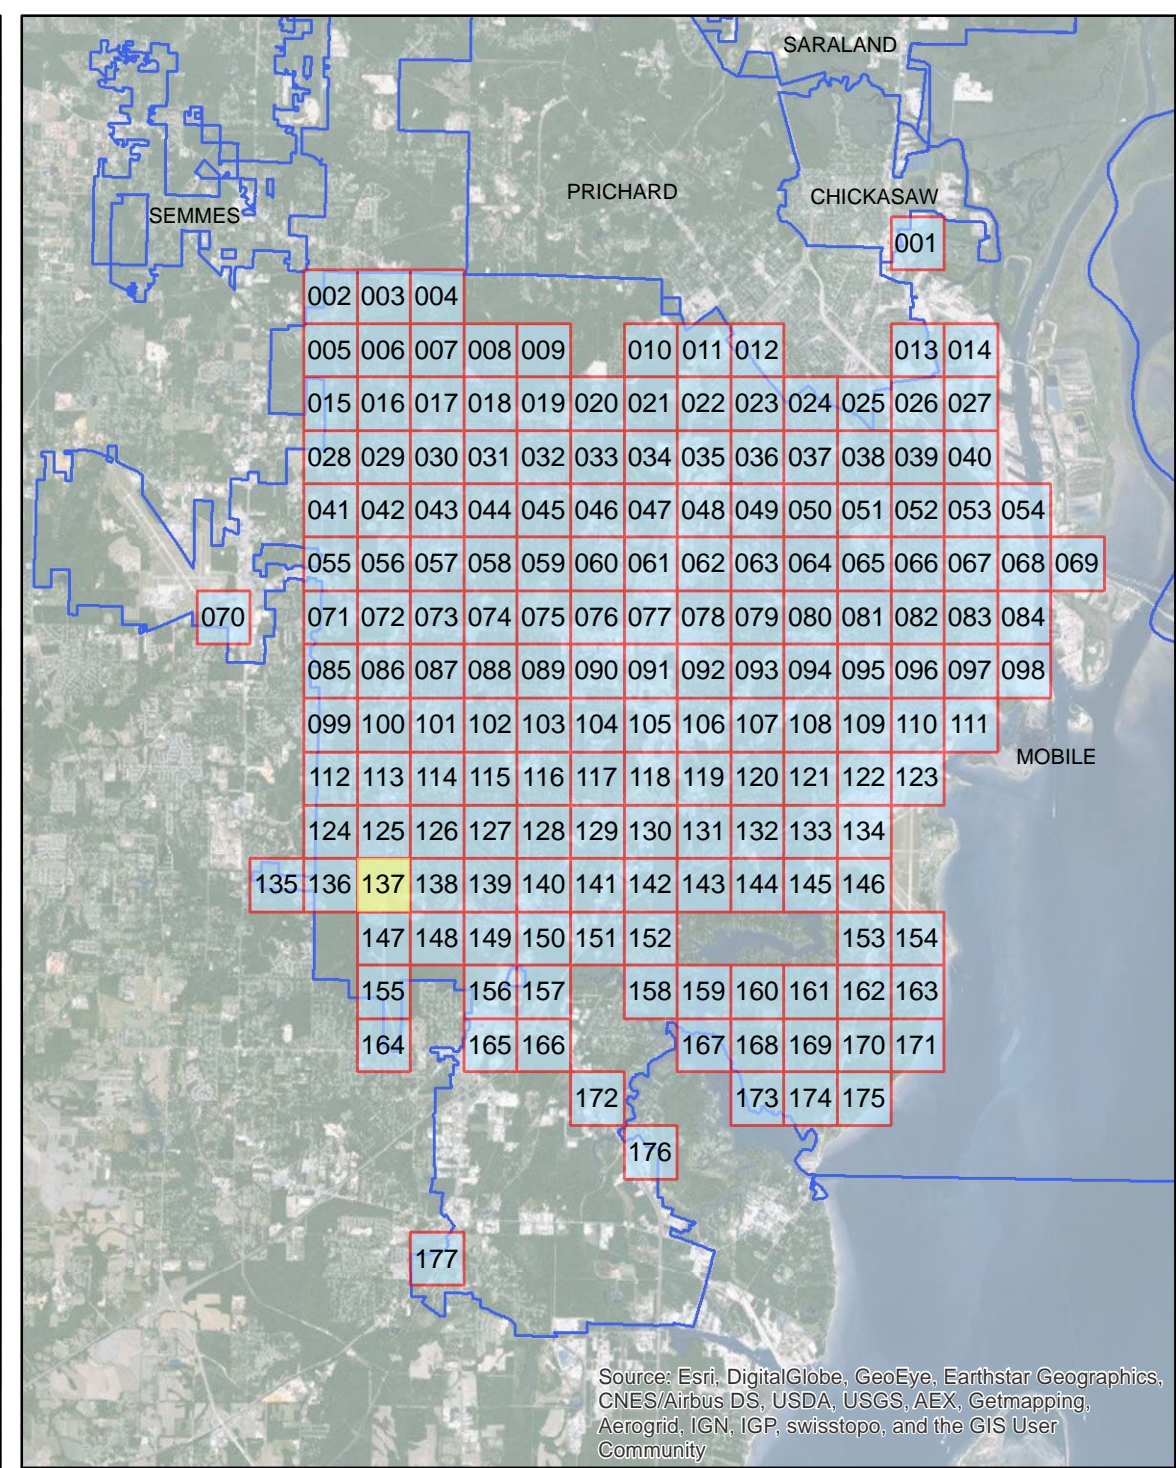 SARALAND
PRICHARD
CHICKASAW
SEMMES
001
002 003 004
005 006 007 008 009 010 011 012 013 014
015 016 017 018 019 020 021 022 023 024 025 026 027
028 029 030 031 032 033 034 035 036 037 038 039 040
041 042 043 044 045 046 047 048 049 050 051 052 053 054
055 056 057 058 059 060 061 062 063 064 065 066 067 068 069
070 071 072 073 074 075 076 077 078 079 080 081 082 083 084
085 086 087 088 089 090 091 092 093 094 095 096 097 098
099 100 101 102 103 104 105 106 107 108 109 110 111
MOBILE
112 113 114 115 116 117 118 119 120 121 122 123
124 125 126 127 128 129 130 131 132 133 134
135 136 137 138 139 140 141 142 143 144 145 146
147 148 149 150 151 152 153 154
155 156 157 158 159 160 161 162 163
164 165 166 167 168 169 170 171
172 173 174 175
176
177
Source: Esri, DigitalGlobe, GeoEye, Earthstar Geographics,
CNES/Airbus DS, USDA, USGS, AEX, Getmapping,
Aerogrid, IGN, IGP, swisstopo, and the GIS User
Community